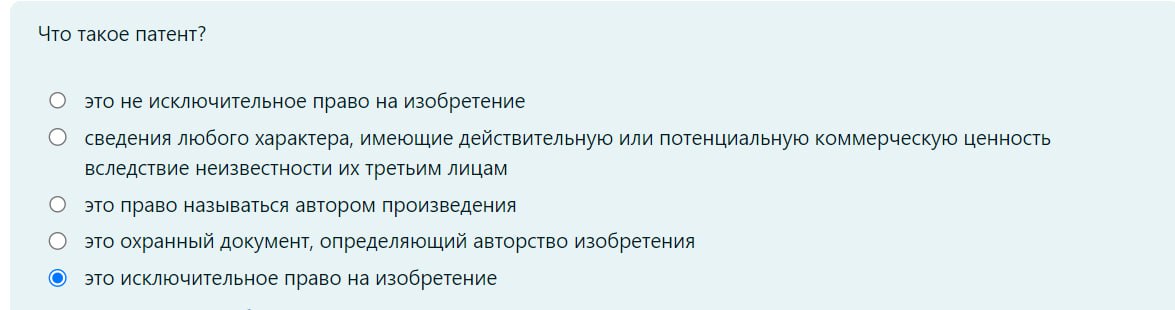 Что такое патент?
это не исключительное право на изобретение
сведения любого характера, имеющие действительную или потенциальную коммерческую ценность
вследствие неизвестности их третьим лицам
это право называться автором произведения
это охранный документ, определяющий авторство изобретения
это исключительное право на изобретение